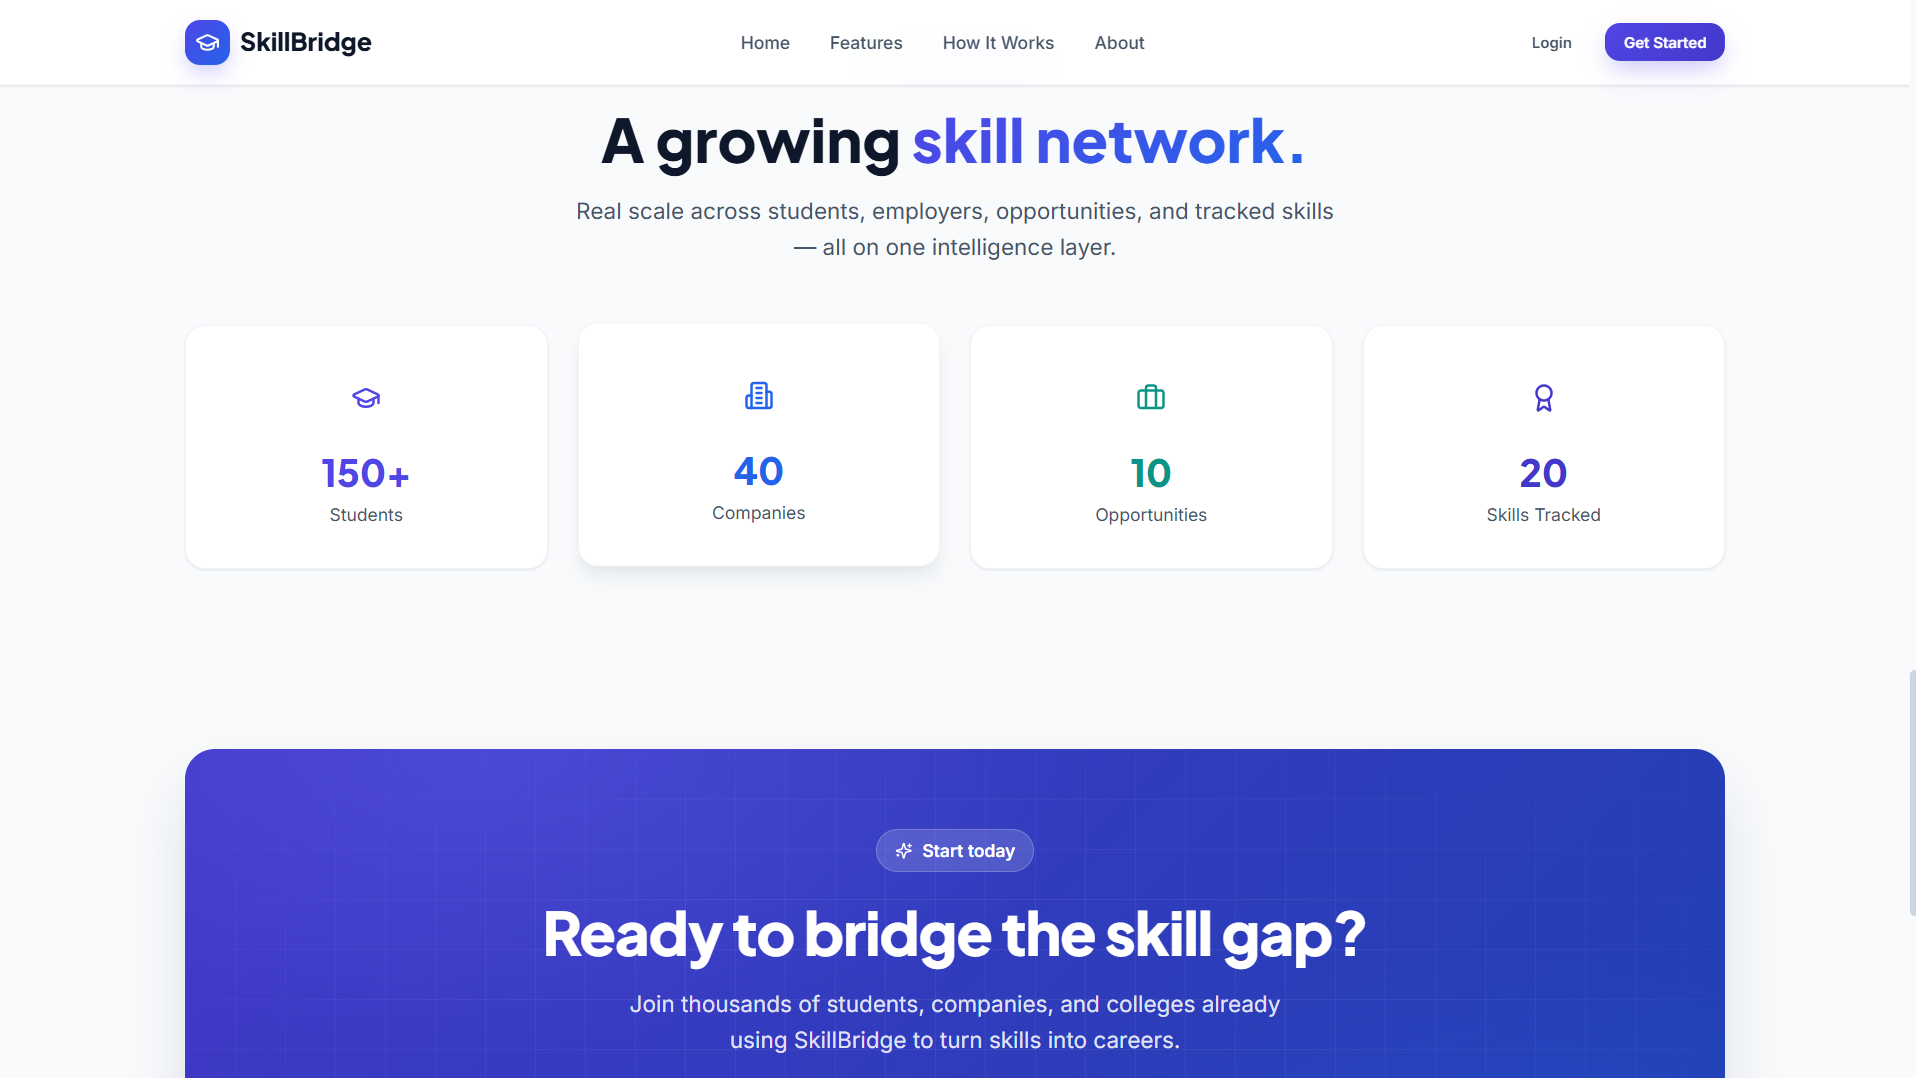 SkillBridge
Home
Features
How It Works
About
Login
Get Started
A growing skill network.
Real scale across students, employers, opportunities, and tracked skills
— all on one intelligence layer.
150+
Students
40
Companies
10
Opportunities
20
Skills Tracked
Start today
Ready to bridge the skill gap?
Join thousands of students, companies, and colleges already
using SkillBridge to turn skills into careers.